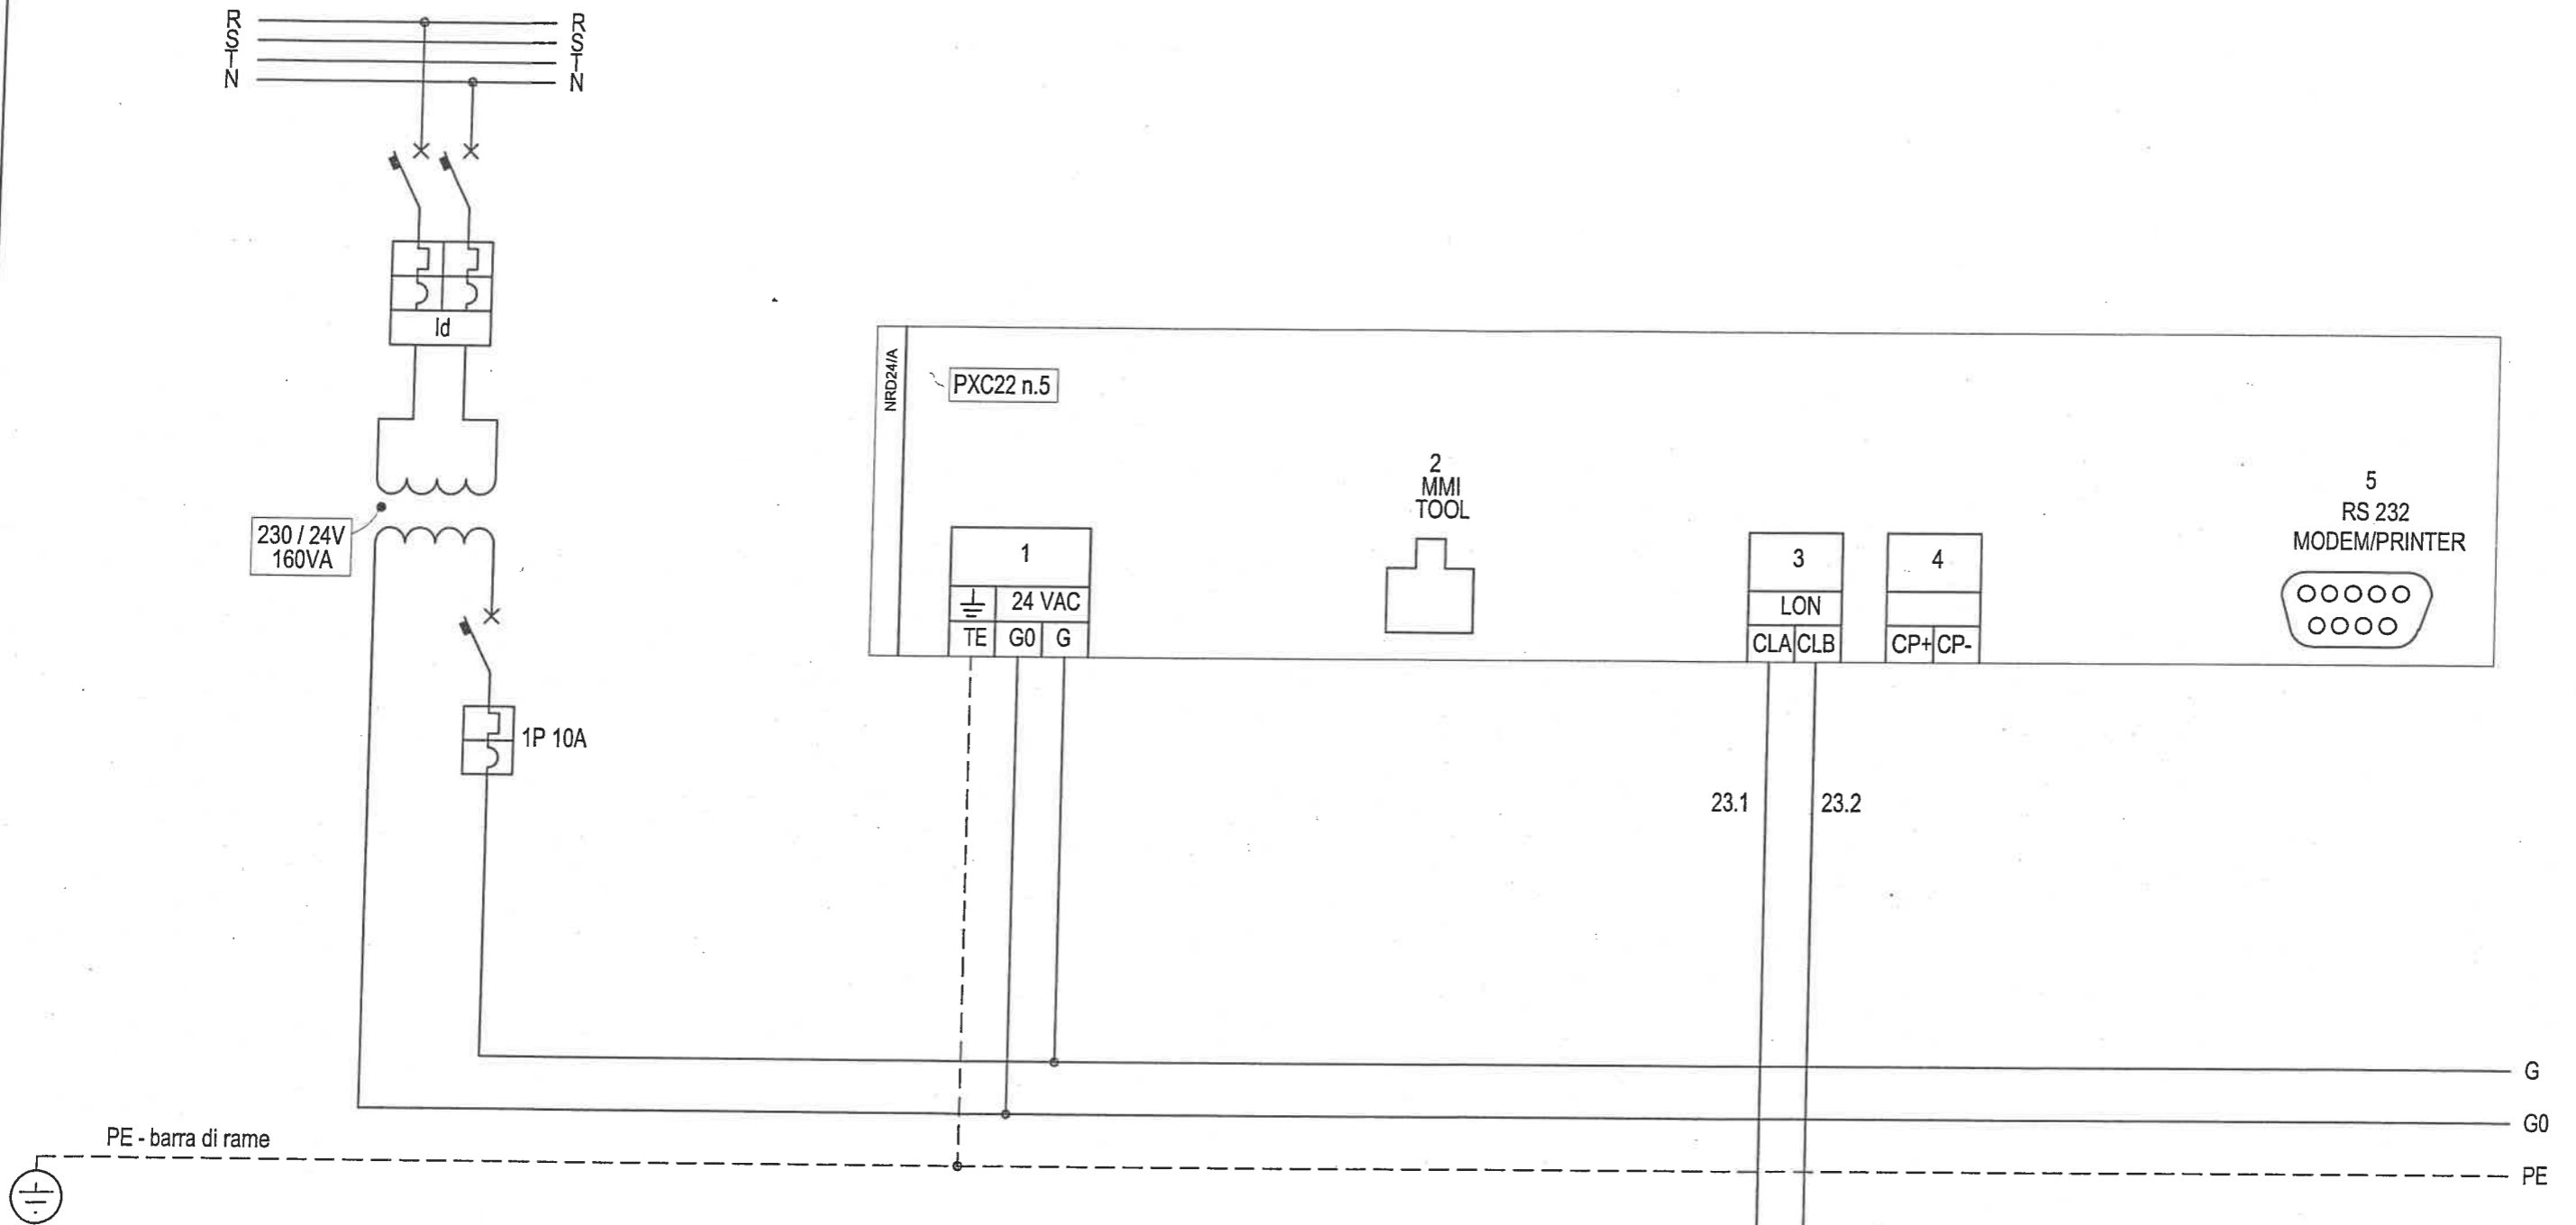 R
S
T
N
R
S
T
N
Id
230 / 24V
160VA
1P 10A
NRD24/A
PXC22 n.5
1
24 VAC
TE G0 G
2
MMI
TOOL
3
LON
CLA CLB
4
CP+ CP-
5
RS 232
MODEM/PRINTER
23.1
23.2
G
G0
PE - barra di rame
PE